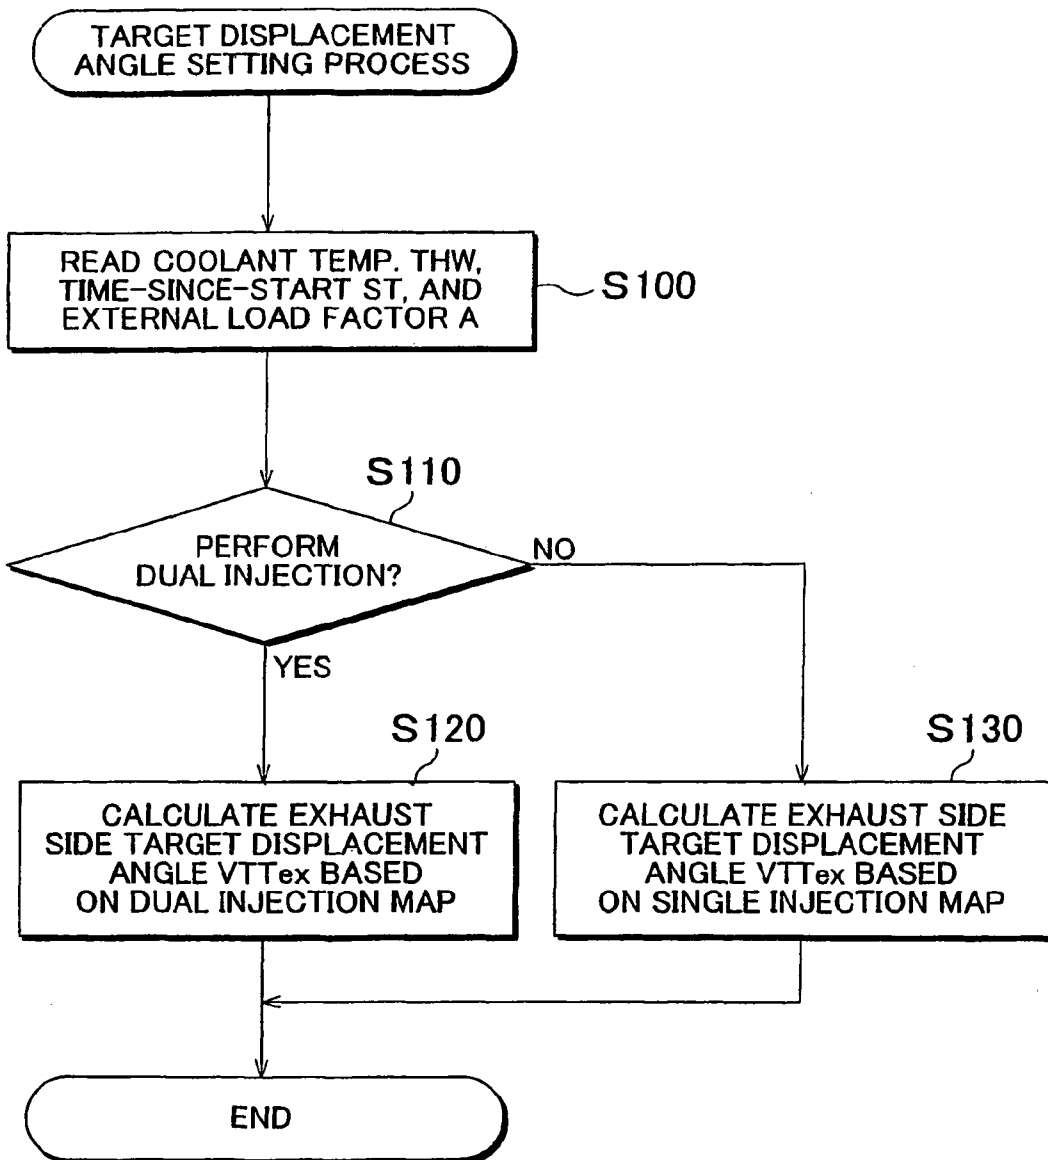 TARGET DISPLACEMENT
ANGLE SETTING PROCESS
READ COOLANT TEMP. THW,
TIME-SINCE-START ST, AND
EXTERNAL LOAD FACTOR A
S100
S110
PERFORM
DUAL INJECTION?
NO
YES
S120
CALCULATE EXHAUST
SIDE TARGET DISPLACEMENT
ANGLE VTTex BASED
ON DUAL INJECTION MAP
S130
CALCULATE EXHAUST SIDE
TARGET DISPLACEMENT
ANGLE VTTex BASED
ON SINGLE INJECTION MAP
END